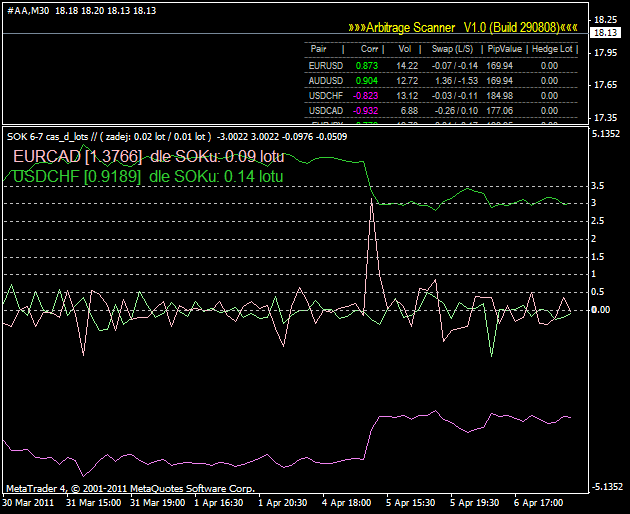 #AA,M30 18.18 18.20 18.13 18.13
18.25
»»»Arbitrage Scanner V1.0 (Build 290808)«««
18.13
Pair | Corr | Vol | Swap (L/S) | PipValue | Hedge Lot |
17.95
EURUSD 0.873 14.22 -0.07 / -0.14 169.94 0.00
AUDUSD 0.904 12.72 1.36 / -1.53 169.94 0.00
17.65
USDCHF -0.823 13.12 -0.03 / -0.11 184.98 0.00
USDCAD -0.932 6.88 -0.26 / 0.10 177.06 0.00
17.35
SOK 6-7 cas_d_lots // ( zadej: 0.02 lot / 0.01 lot ) -3.0022 3.0022 -0.0976 -0.0509
5.1352
EURCAD [1.3766] dle SOKu: 0.09 lotu
USDCHF [0.9189] dle SOKu: 0.14 lotu
3.5
3
2.5
2
1.5
1
0.5
0.00
-5.1352
MetaTrader 4, © 2001-2011 MetaQuotes Software Corp.
30 Mar 2011 31 Mar 15:00 31 Mar 19:00 1 Apr 16:30 1 Apr 20:30 4 Apr 18:00 5 Apr 15:30 5 Apr 19:30 6 Apr 17:00